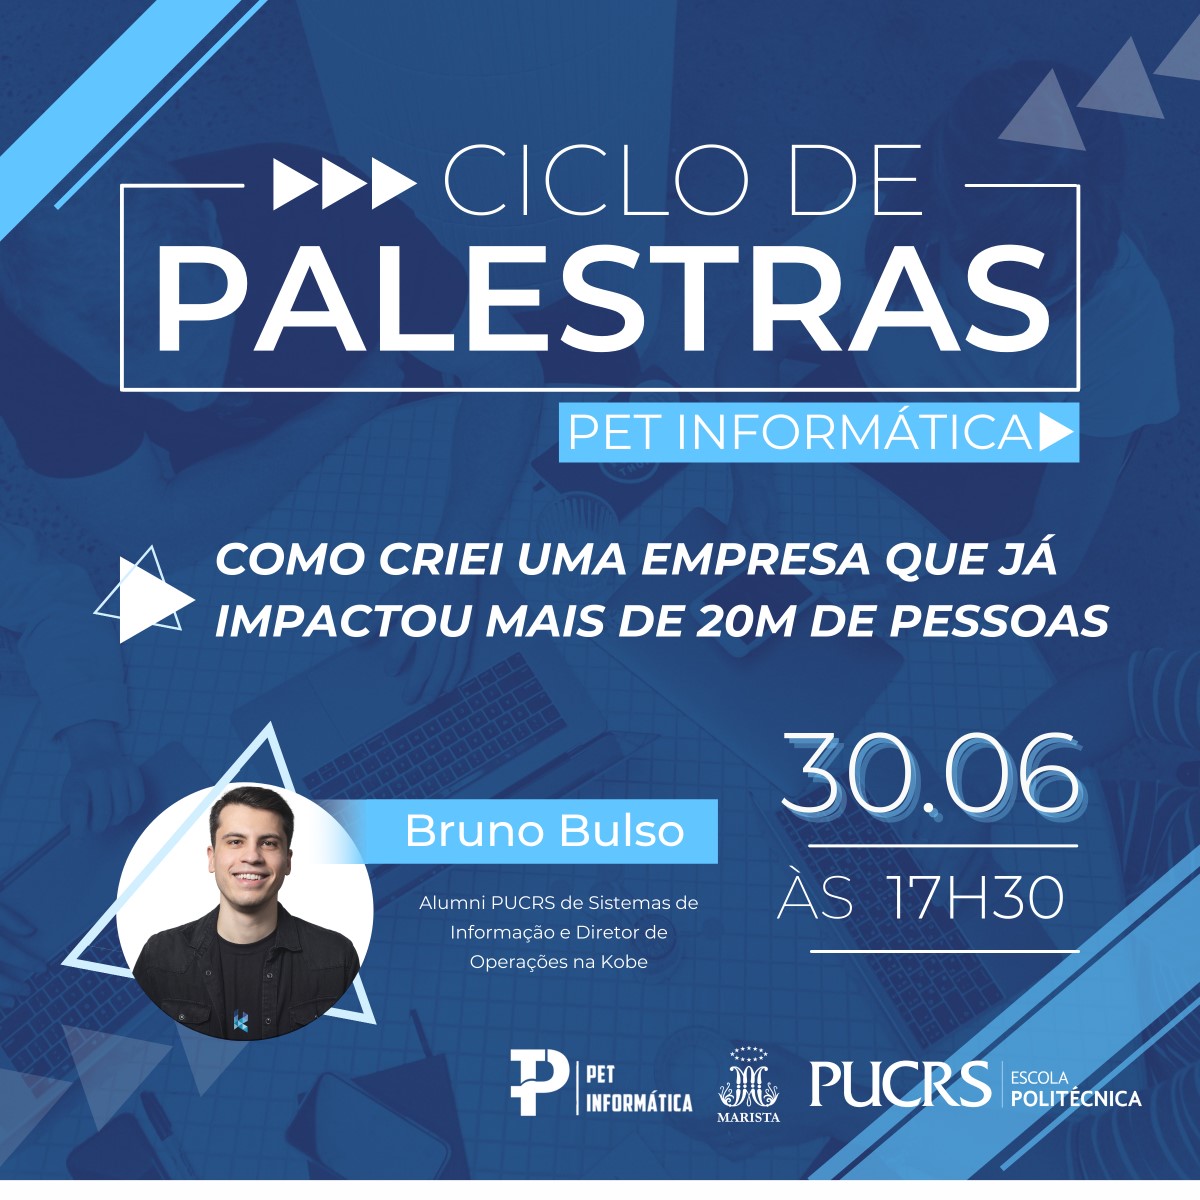 CICLO DE
PALESTRAS
PET INFORMÁTICA
COMO CRIEI UMA EMPRESA QUE JÁ
IMPACTOU MAIS DE 20M DE PESSOAS
30.06
ÀS 17H30
Bruno Bulso
Alumni PUCRS de Sistemas de
Informação e Diretor de
Operações na Kobe
PET
INFORMÁTICA
MARISTA
PUCRS
ESCOLA
POLITÉCNICA